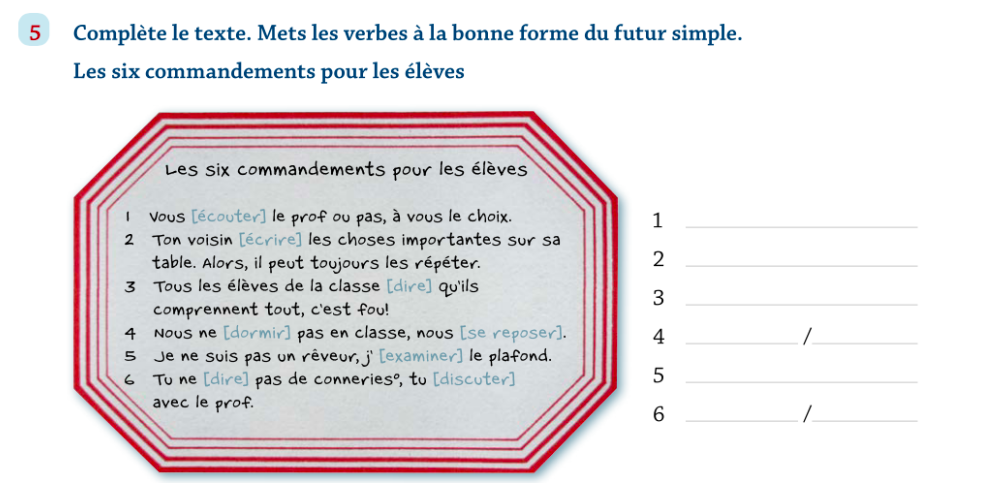 5 Complète le texte. Mets les verbes à la bonne forme du futur simple.
Les six commandements pour les élèves
Les six commandements pour les élèves
1 Vous [écouter] le prof ou pas, à vous le choix.
2 Ton voisin [écrire] les choses importantes sur sa
table. Alors, il peut toujours les répéter.
3 Tous les élèves de la classe [dire] qu'ils
comprennent tout, c'est fou!
4 Nous ne [dormir] pas en classe, nous [se reposer].
5 Je ne suis pas un rêveur, j' [examiner] le plafond.
6 Tu ne [dire] pas de conneries°, tu [discuter]
avec le prof.
1
2
3
4 /
5
6 /